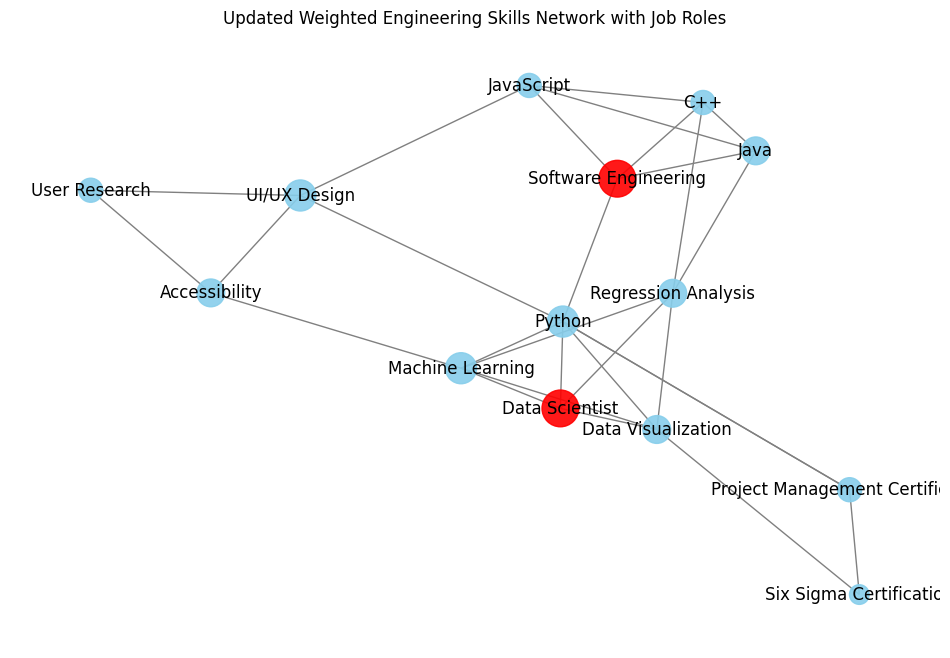 Updated Weighted Engineering Skills Network with Job Roles
JavaScript
C++
Java
Software Engineering
User Research
UI/UX Design
Accessibility
Regression Analysis
Python
Machine Learning
Data Scientist
Data Visualization
Project Management Certific
Six Sigma Certificatio